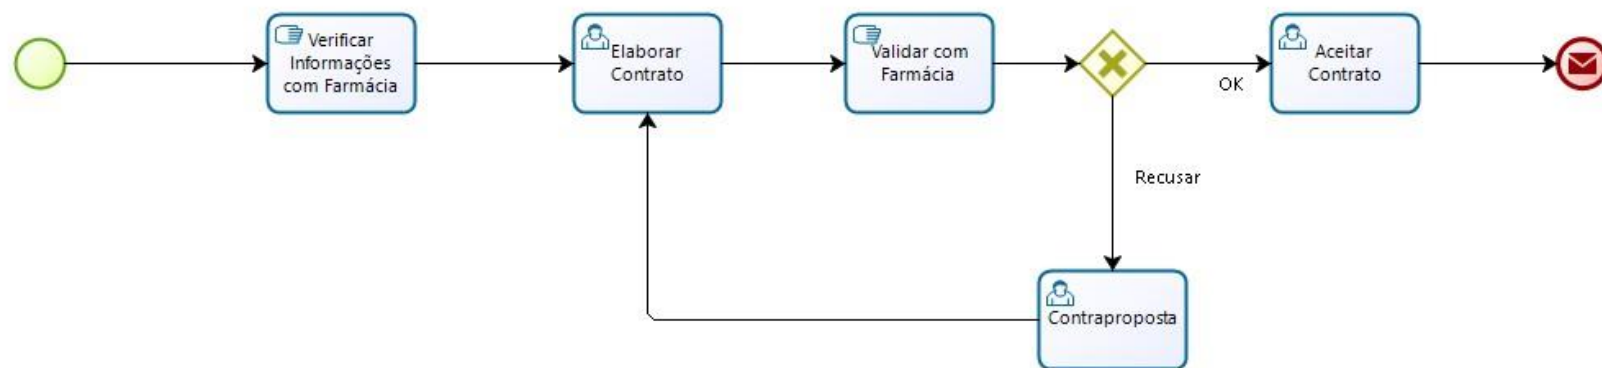 Verificar
Informações
com Farmácia
Elaborar
Contrato
Validar com
Farmácia
OK
Aceitar
Contrato
Recusar
Contraproposta